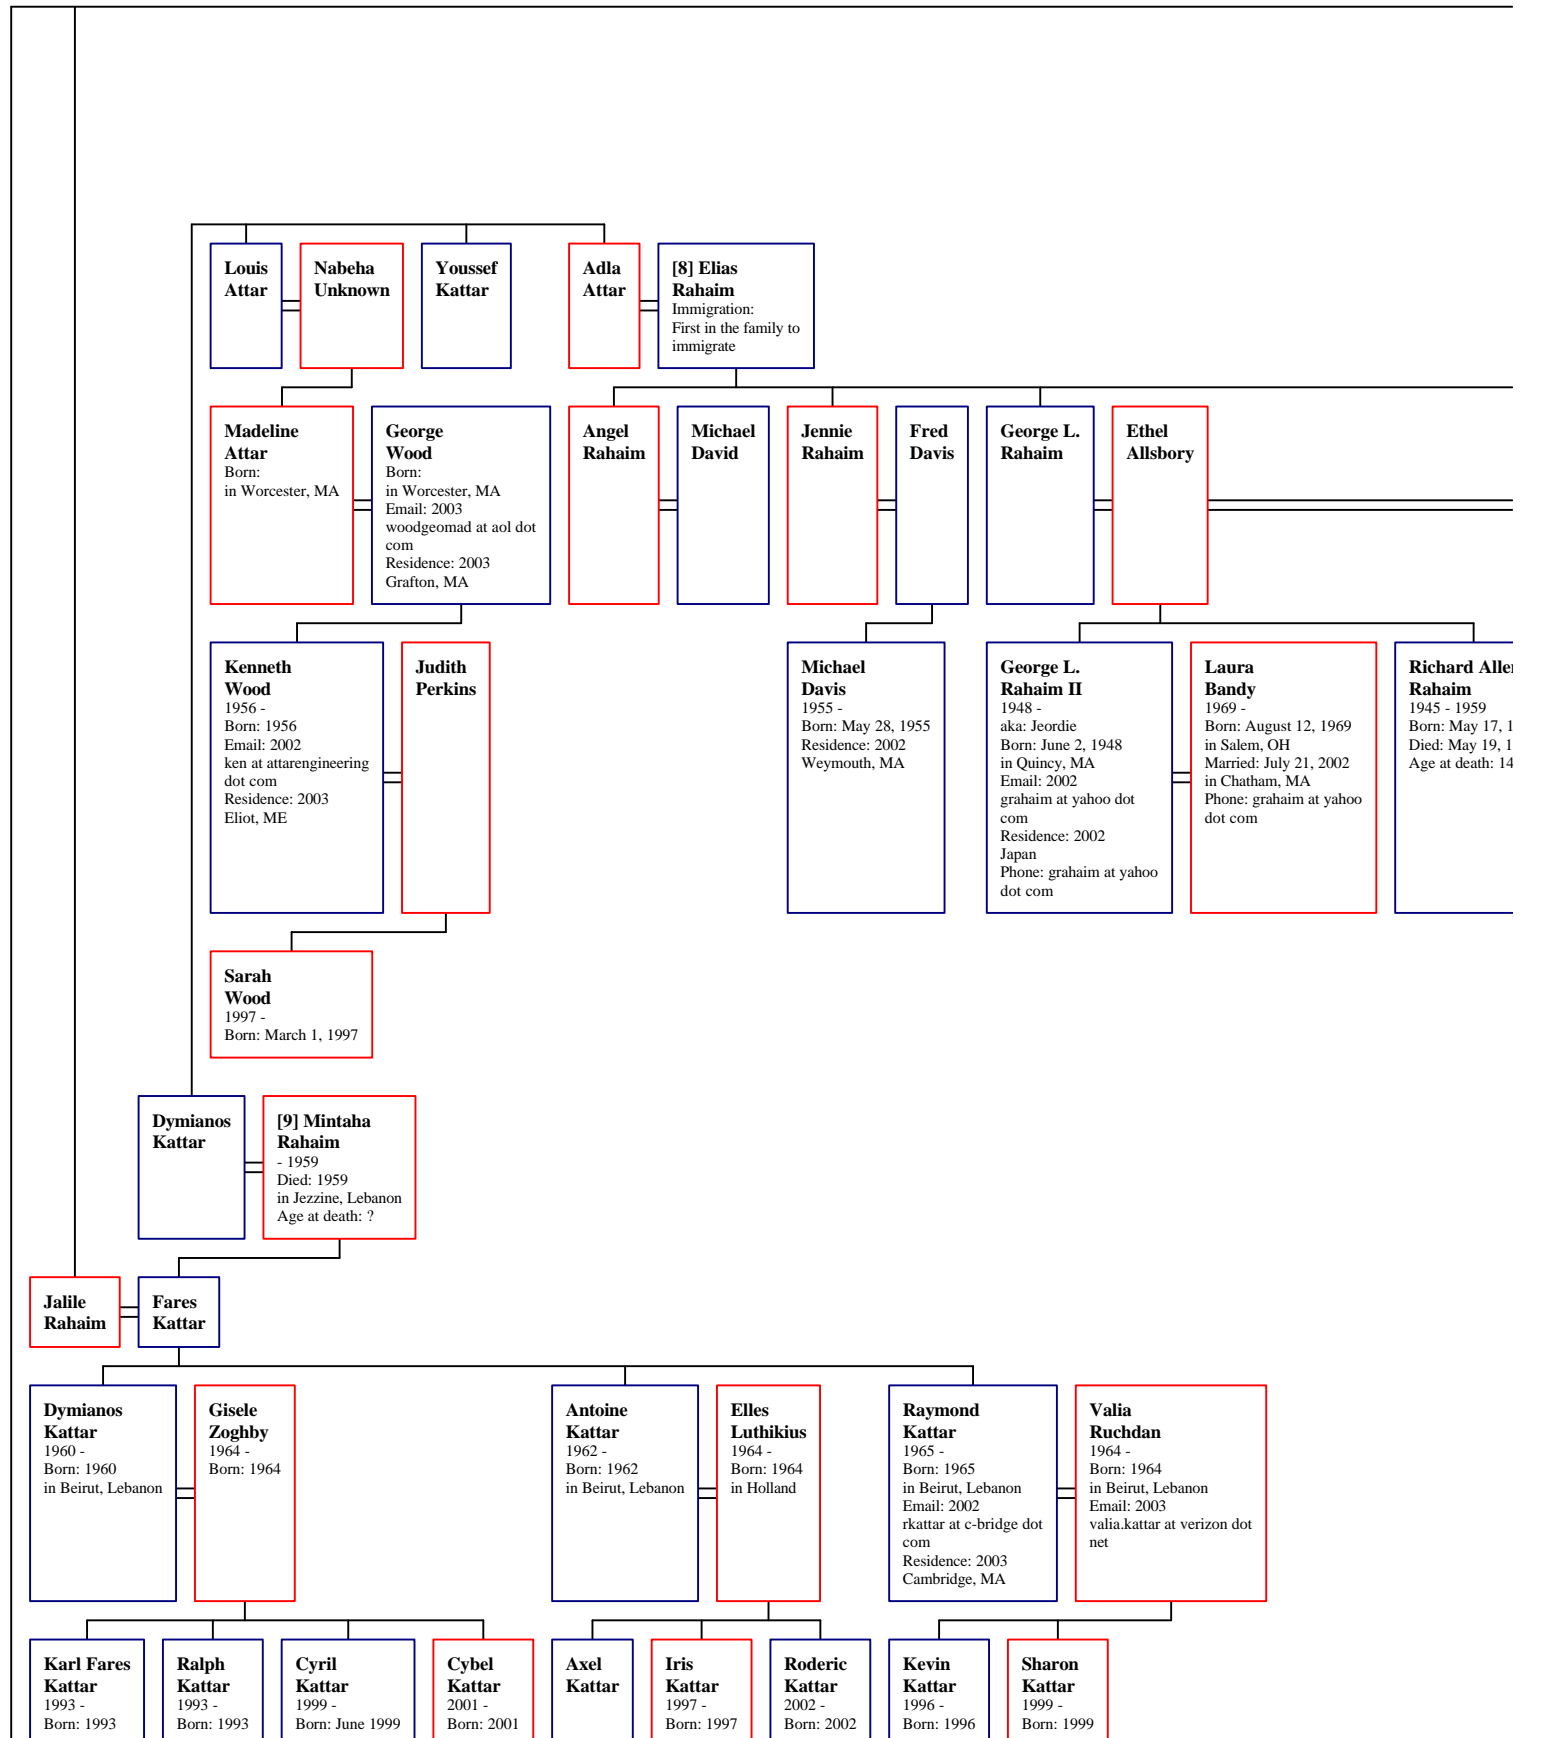 Louis
Attar
Nabeha
Unknown
Youssef
Kattar
Adla
Attar
[8] Elias
Rahaim
Immigration:
First in the family to
immigrate
Madeline
Attar
Born:
in Worcester, MA
George
Wood
Born:
in Worcester, MA
Email: 2003
woodgeomad at aol dot
com
Residence: 2003
Grafton, MA
Angel
Rahaim
Michael
David
Jennie
Rahaim
Fred
Davis
George L.
Rahaim
Ethel
Allsbory
Kenneth
Wood
1956 -
Born: 1956
Email: 2002
ken at attarengineering
dot com
Residence: 2003
Eliot, ME
Judith
Perkins
Michael
Davis
1955 -
Born: May 28, 1955
Residence: 2002
Weymouth, MA
George L.
Rahaim II
1948 -
aka: Jeordie
Born: June 2, 1948
in Quincy, MA
Email: 2002
grahaim at yahoo dot
com
Residence: 2002
Japan
Phone: grahaim at yahoo
dot com
Laura
Bandy
1969 -
Born: August 12, 1969
in Salem, OH
Married: July 21, 2002
in Chatham, MA
Phone: grahaim at yahoo
dot com
Richard
Rahaim
1945 - 1959
Born: May 17,
Died: May 19,
Age at death: 14
Sarah
Wood
1997 -
Born: March 1, 1997
Dymianos
Kattar
[9] Mintaha
Rahaim
- 1959
Died: 1959
in Jezzine, Lebanon
Age at death: ?
Jalile
Rahaim
Fares
Kattar
Dymianos
Kattar
1960 -
Born: 1960
in Beirut, Lebanon
Gisele
Zoghby
1964 -
Born: 1964
Antoine
Kattar
1962 -
Born: 1962
in Beirut, Lebanon
Elles
Luthikius
1964 -
Born: 1964
in Holland
Raymond
Kattar
1965 -
Born: 1965
in Beirut, Lebanon
Email: 2002
rkattar at c-bridge dot
com
Residence: 2003
Cambridge, MA
Valia
Ruchdan
1964 -
Born: 1964
in Beirut, Lebanon
Email: 2003
valia.kattar at verizon dot
net
Karl Fares
Kattar
1993 -
Born: 1993
Ralph
Kattar
1993 -
Born: 1993
Cyril
Kattar
1999 -
Born: June 1999
Cybel
Kattar
2001 -
Born: 2001
Axel
Kattar
Iris
Kattar
1997 -
Born: 1997
Roderic
Kattar
2002 -
Born: 2002
Kevin
Kattar
1996 -
Born: 1996
Sharon
Kattar
1999 -
Born: 1999